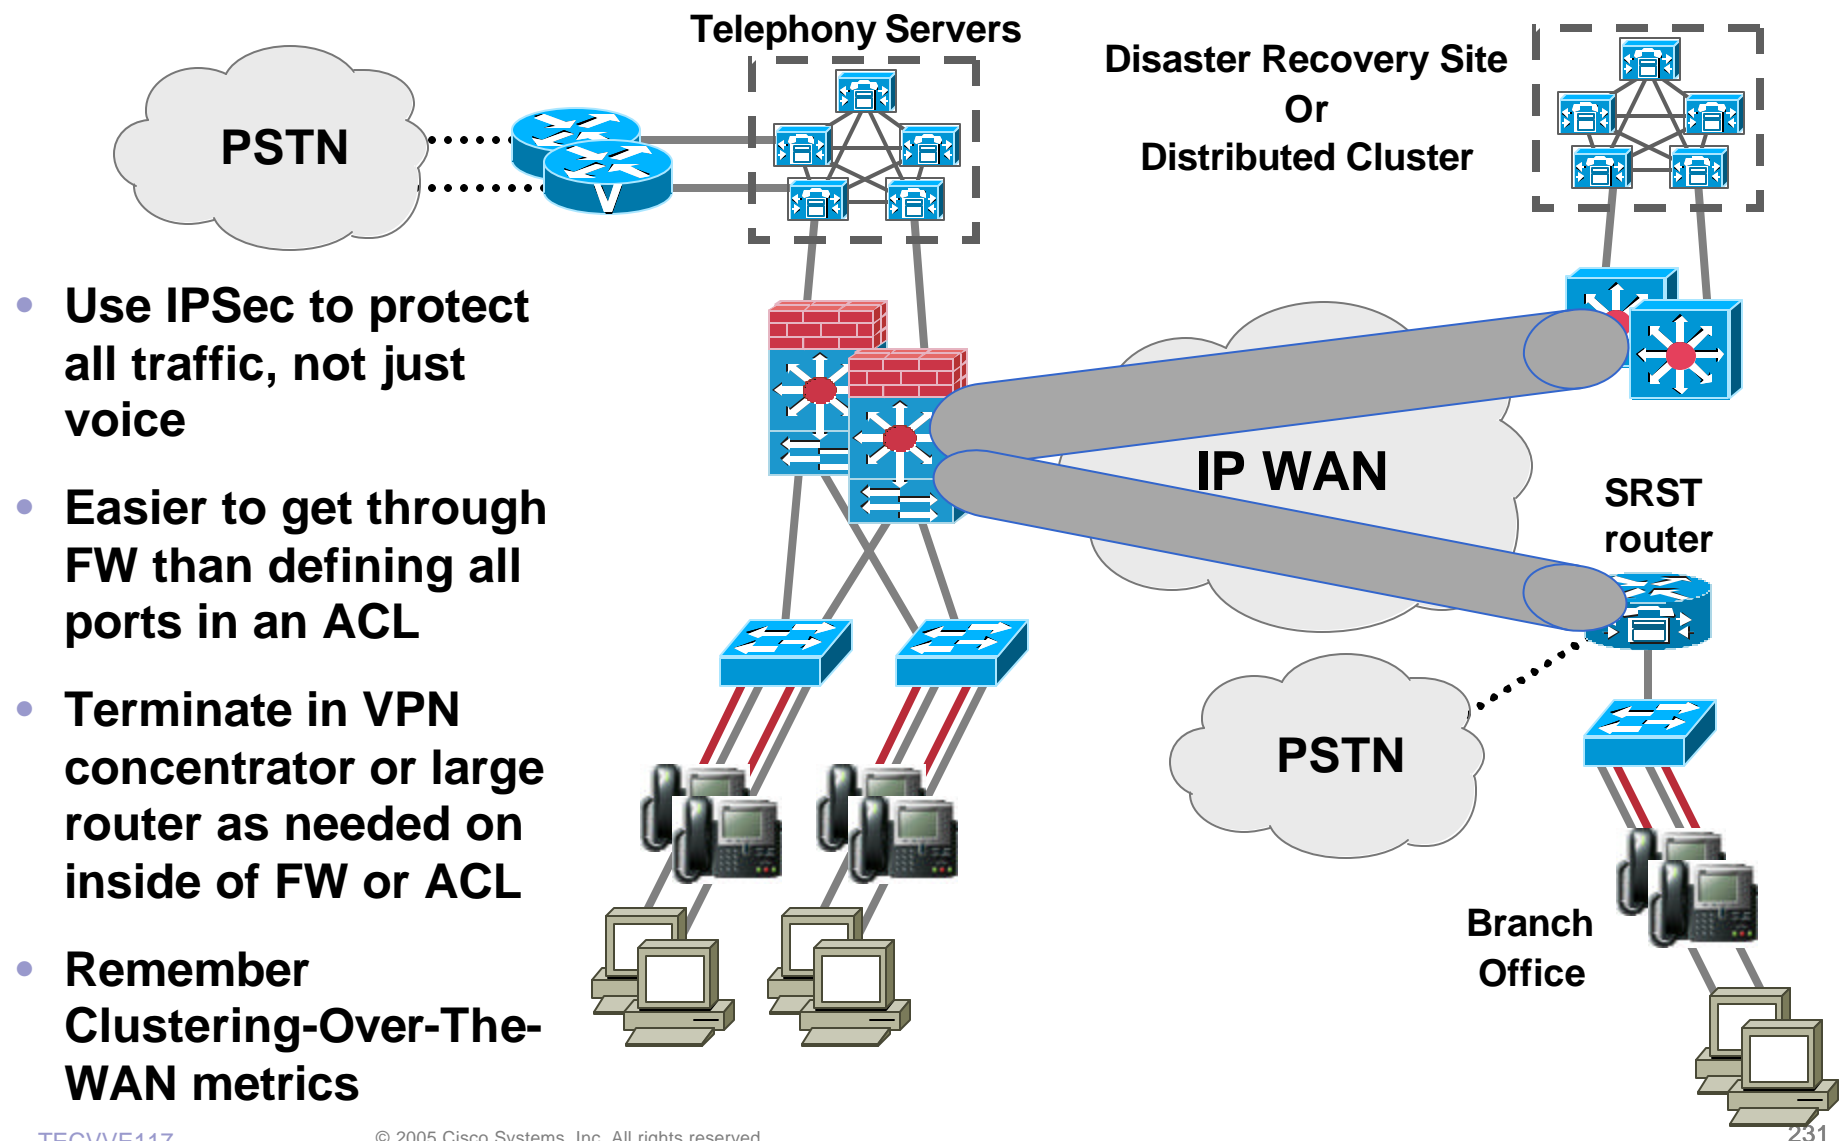 Telephony Servers
Disaster Recovery Site
Or
Distributed Cluster
PSTN
V
• Use IPSec to protect
all traffic, not just
voice
• Easier to get through
FW than defining all
ports in an ACL
• Terminate in VPN
concentrator or large
router as needed on
inside of FW or ACL
• Remember
Clustering-Over-The-
WAN metrics
IP WAN
SRST
router
PSTN
Branch
Office
TECVVE117
© 2005 Cisco Systems, Inc. All rights reserved.
231